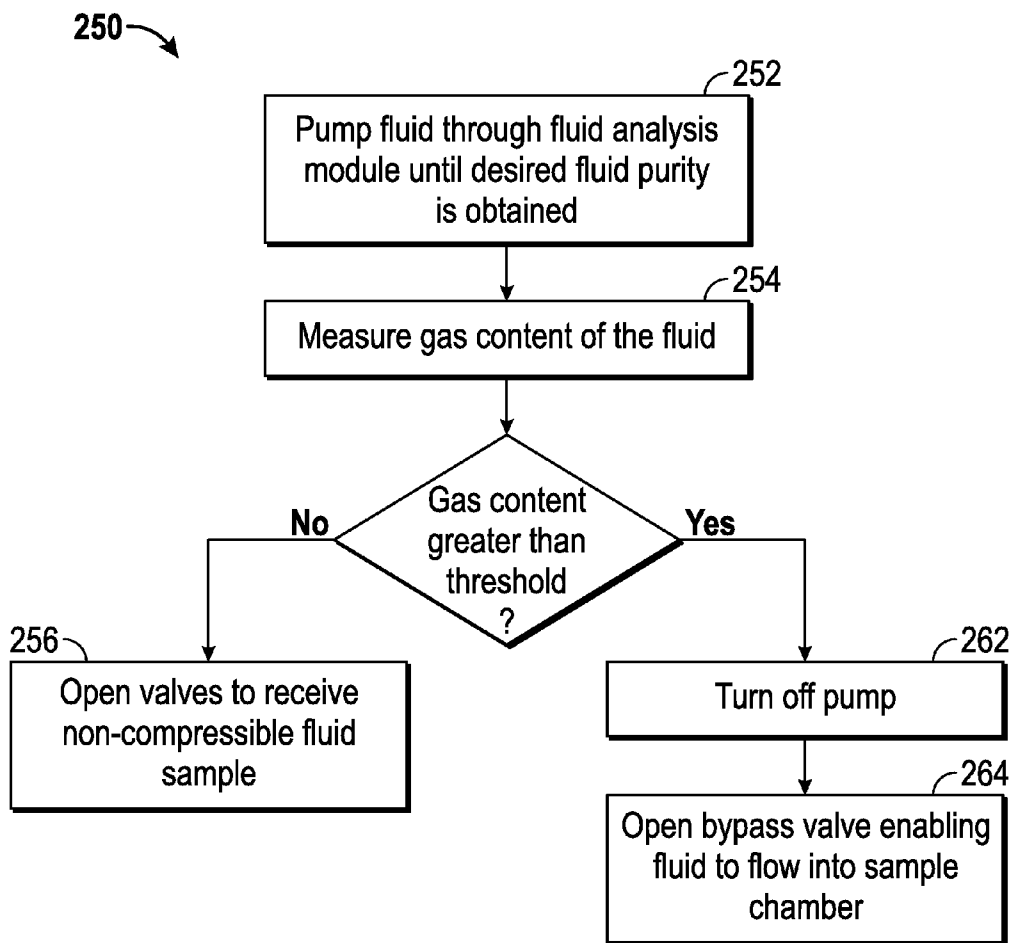 250
252
Pump fluid through fluid analysis
module until desired fluid purity
is obtained
254
Measure gas content of the fluid
Gas content
greater than
threshold
?
No
Yes
256
Open valves to receive
non-compressible fluid
sample
262
Turn off pump
264
Open bypass valve enabling
fluid to flow into sample
chamber